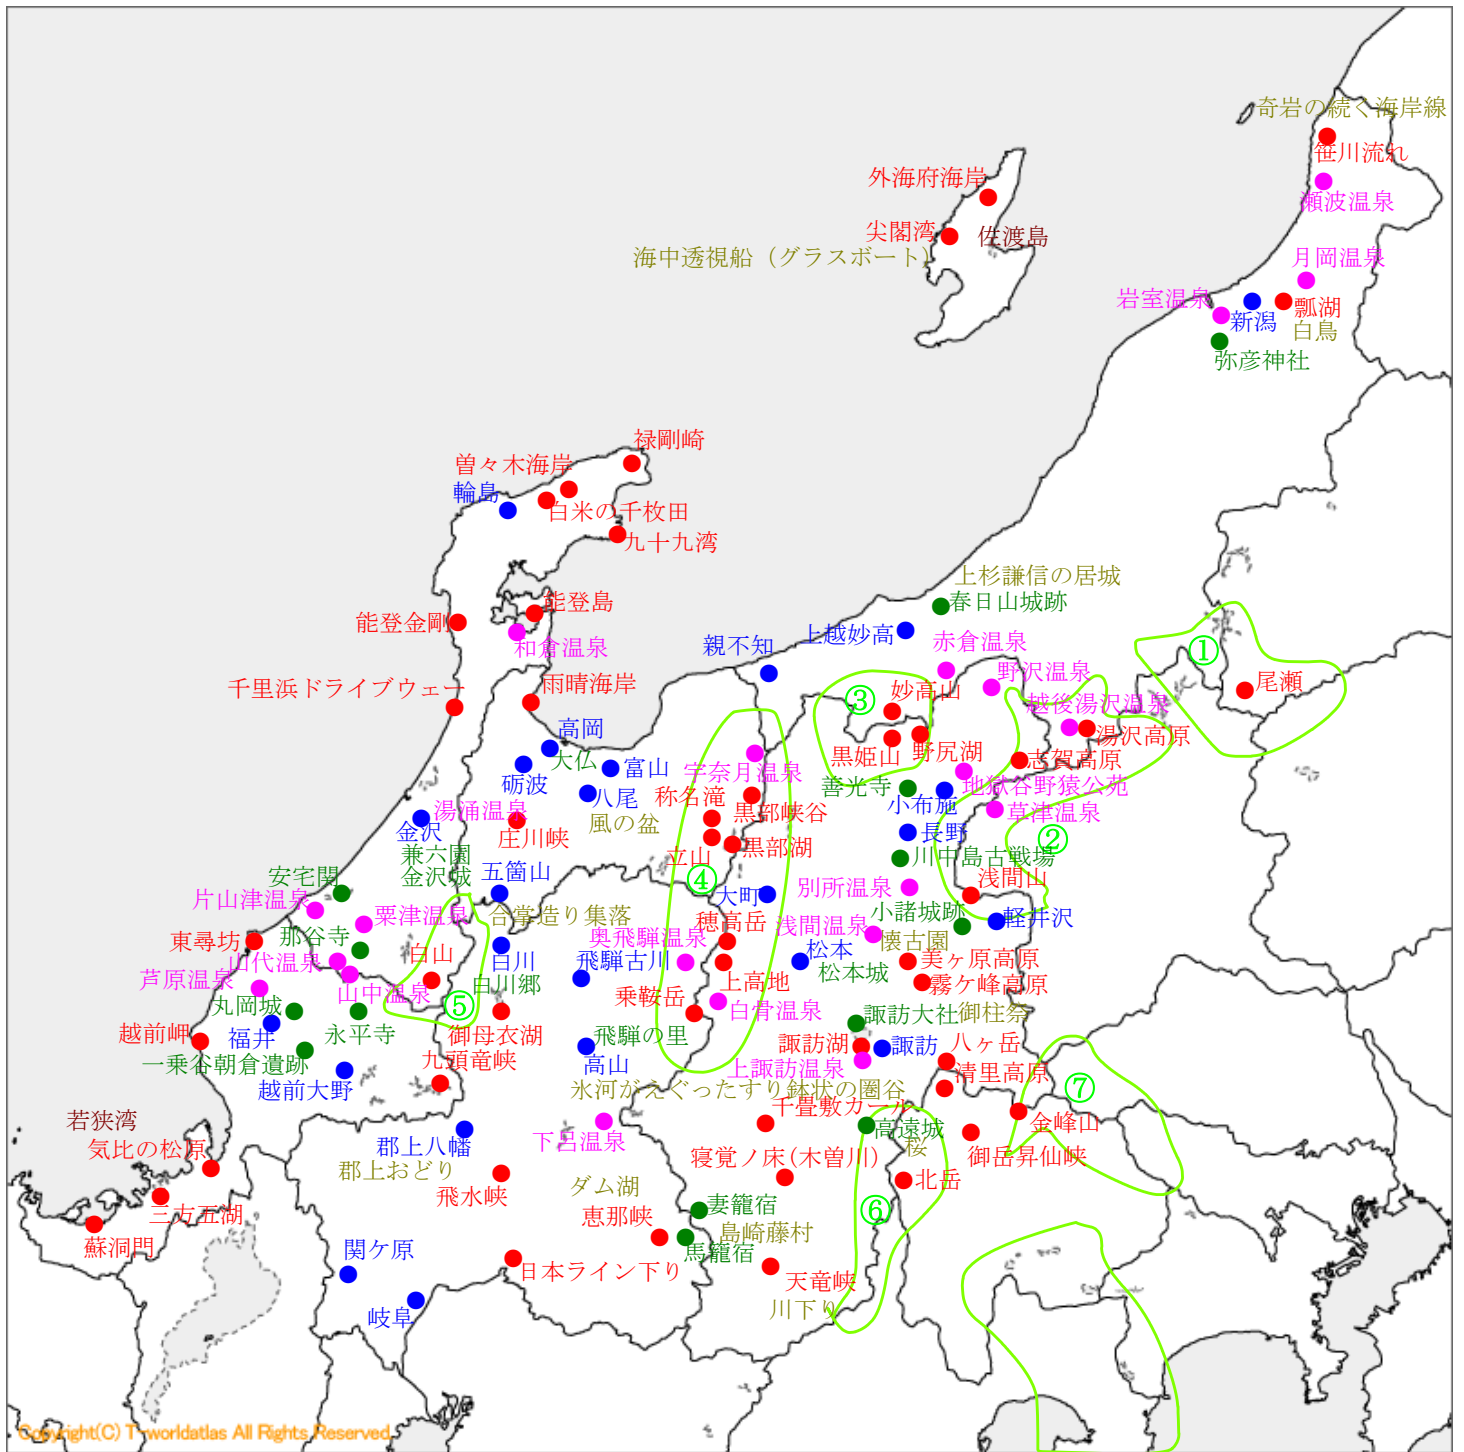 奇岩の続く海岸線
笹川流れ
外海府海岸
瀬波温泉
尖閣湾
佐渡島
海中透視船（グラスボート）
月岡温泉
岩室温泉
瓢湖
新潟
白鳥
弥彦神社
禄剛崎
曽々木海岸
輪島
白米の千枚田
九十九湾
上杉謙信の居城
能登島
春日山城跡
能登金剛
上越妙高
和倉温泉
親不知
赤倉温泉
①
野沢温泉
雨晴海岸
千里浜ドライブウェー
妙高山
尾瀬
③
越後湯沢温泉
高岡
湯沢高原
黒姫山
野尻湖
大仏
志賀高原
富山
宇奈月温泉
砺波
地獄谷野猿公苑
善光寺
八尾
称名滝
小布施
湯涌温泉
黒部峡谷
草津温泉
風の盆
金沢
庄川峡
長野
②
黒部湖
兼六園
立山
川中島古戦場
五箇山
安宅関
金沢城
④
浅間山
大町
別所温泉
片山津温泉
合掌造り集落
小諸城跡
粟津温泉
穂高岳
浅間温泉
軽井沢
那谷寺
東尋坊
奥飛騨温泉
懐古園
白山
白川
飛騨古川
松本
山代温泉
美ヶ原高原
芦原温泉
白川郷
上高地
松本城
山中温泉
霧ケ峰高原
丸岡城
⑤
乗鞍岳
白骨温泉
御柱祭
諏訪大社
越前岬
福井
永平寺
御母衣湖
飛騨の里
諏訪湖
諏訪
八ヶ岳
一乗谷朝倉遺跡
九頭竜峡
高山
上諏訪温泉
清里高原
越前大野
氷河がえぐったすり鉢状の圏谷
⑦
千畳敷カール
若狭湾
金峰山
高遠城
郡上八幡
下呂温泉
気比の松原
桜
寝覚ノ床(木曽川)
御岳昇仙峡
郡上おどり
北岳
飛水峡
ダム湖
三方五湖
妻籠宿
⑥
恵那峡
島崎藤村
蘇洞門
関ケ原
馬籠宿
日本ライン下り
天竜峡
川下り
岐阜
Copyright(C) T-worldatlas All Rights Reserved